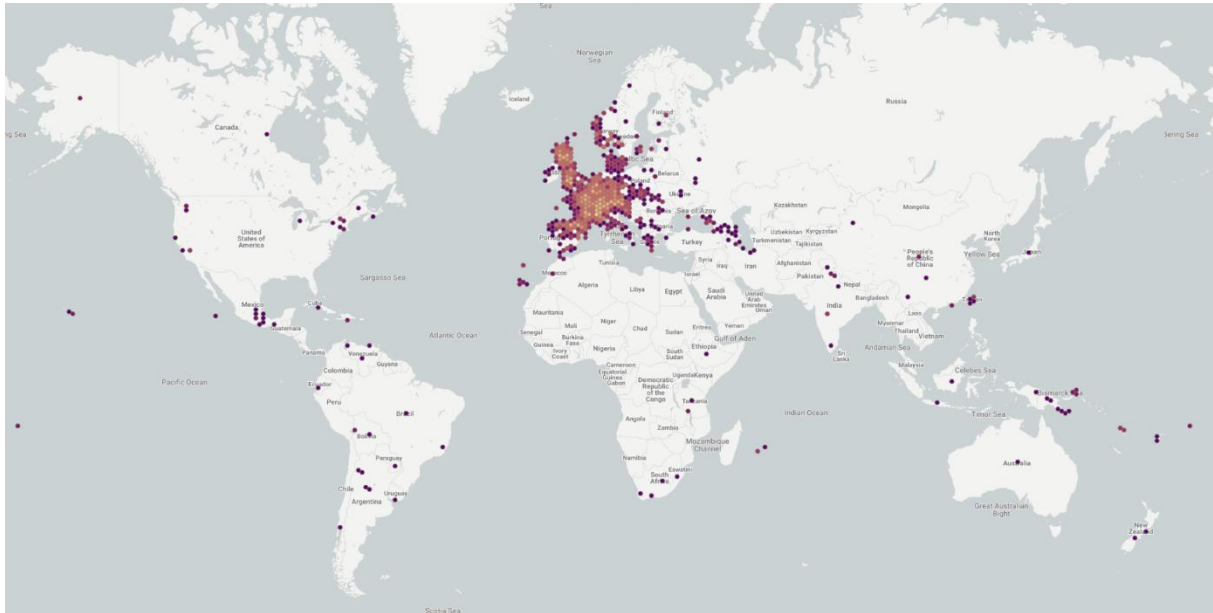 Sea
Norwegian
Sea
Iceland
Russia
Finland
Canada
ng Sea
Bering Sea
Belarus
Kazakhstan
Mongolia
Sea of Azov
United
States of
America
Uzbekistan
Kyrgyzstan
North
Korea
Turkmenistan
Tajikistan
Turkey
People's
Republic
of China
Yellow Sea
Sea
Tunisia
Syria
Iraq
Iran
Afghanistan
Sargasso Sea
Morocco
Israel
Pakistan
Nepal
Algeria
Libya
Egypt
Saudi
Arabia
United
Arab
Emirates
Oman
India
Bangladesh
Mexico
Cuba
Mauritania
Myanmar
Laos
Guatemala
Mali
Niger
Chad
Sudan
Eritrea
Yemen
Thailand
Vietnam
Senegal
Burkina
Faso
Gulf of Aden
Atlantic Ocean
Guinea
Ivory
Coast
Nigeria
Ethiopia
Andaman Sea
Panama
Venezuela
South
Sudan
Sri
Lanka
Guyana
Cameroon
Equatorial
Guinea
Gabon
Malaysia
Celebes Sea
Colombia
Uganda
Kenya
Pacific Ocean
Ecuador
Democratic
Republic
of the
Congo
Peru
Brazil
Tanzania
Indian Ocean
Timor Sea
Angola
Zambia
Bolivia
Mozambique
Channel
Paraguay
Namibia
Australia
Eswatini
South
Africa
Chile
Uruguay
Argentina
Great Australian
Bight
New
Zealand
Scotia Sea